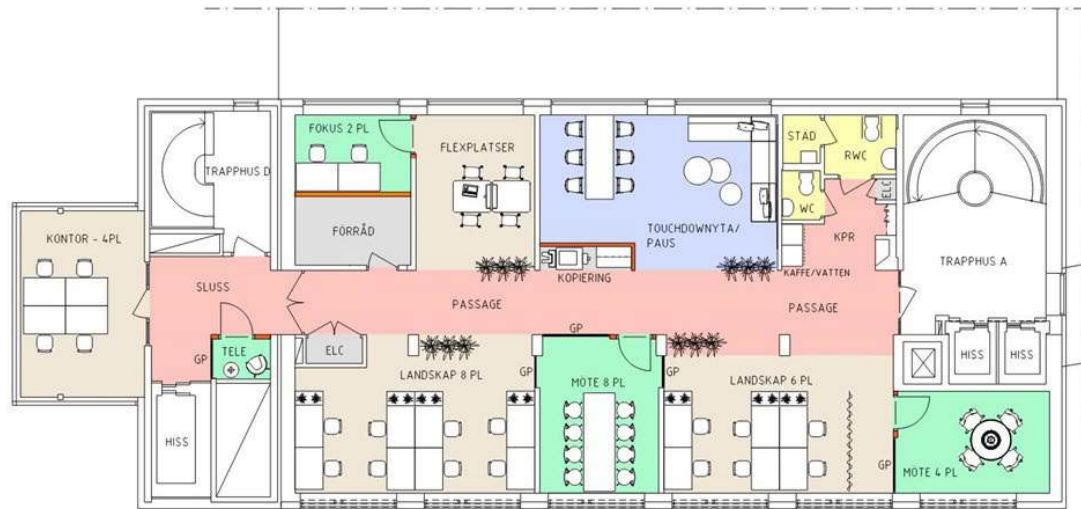 FOKUS 2 PL
FLEXPLATSER
STÄD
RWC
TRAPPHUS D
ELC
WC
KONTOR - 4PL
FÖRRÅD
TOUCHDOWNYTA/
PAUS
KPR
TRAPPHUS A
KOPIERING
KAFFE/VATTEN
SLUSS
PASSAGE
PASSAGE
GP
ELC
TELE
GP
HISS
HISS
LANDSKAP 8 PL
GP
MÖTE 8 PL
GP
LANDSKAP 6 PL
HISS
GP
MÖTE 4 PL